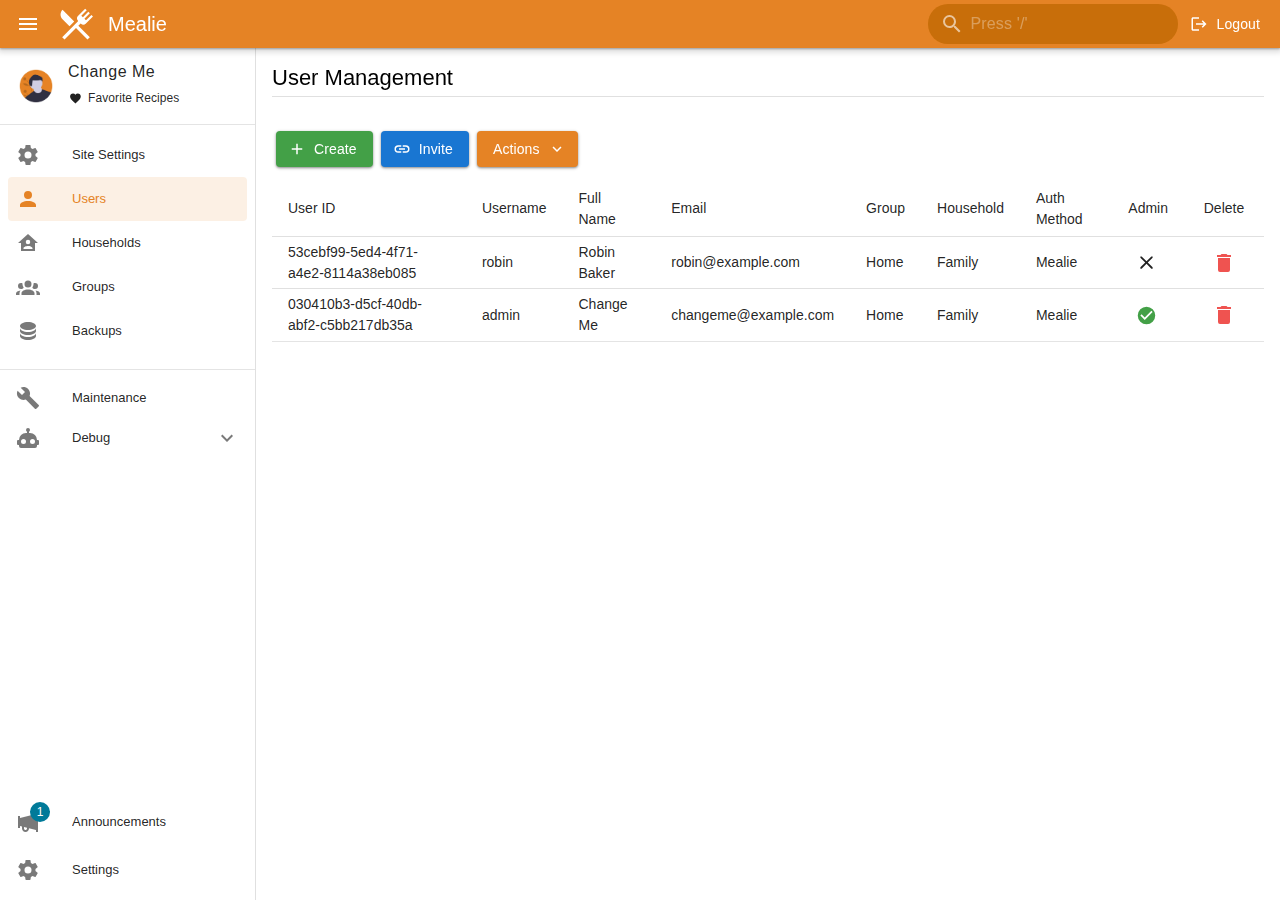 Mealie
Press '/'
Logout
Change Me
Favorite Recipes
Site Settings
Users
Households
Groups
Backups
Maintenance
Debug
1
Announcements
Settings
User Management
Create
Invite
Actions
User ID Username Full Name Email Group Household Auth Method Admin Delete
53cebf99-5ed4-4f71-a4e2-8114a38eb085 robin Robin Baker robin@example.com Home Family Mealie
030410b3-d5cf-40db-abf2-c5bb217db35a admin Change Me changeme@example.com Home Family Mealie